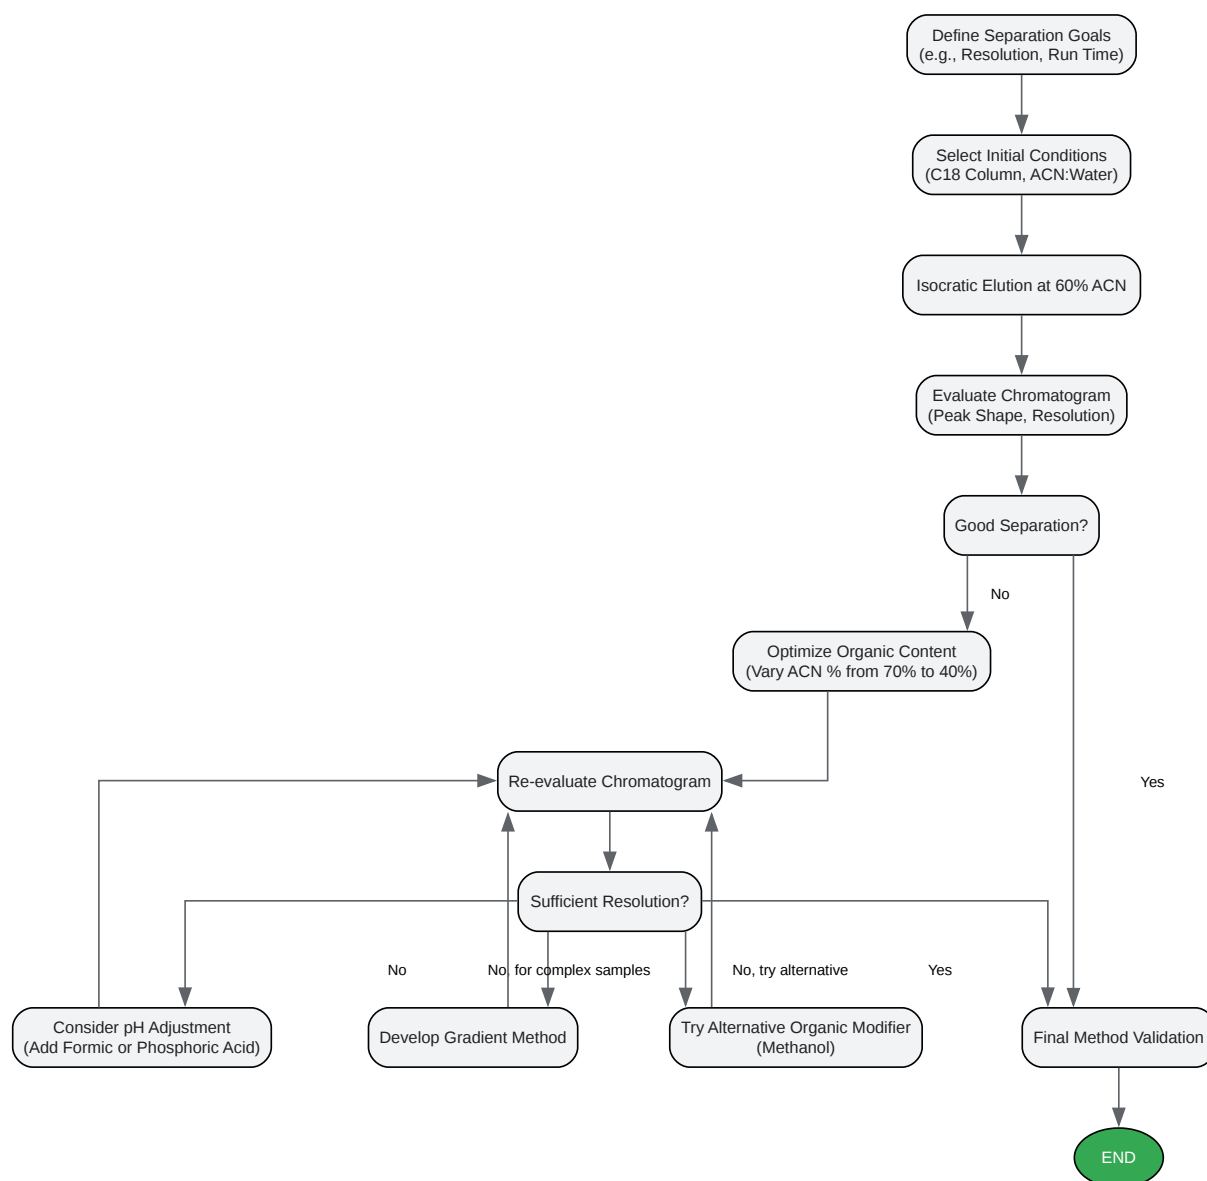 Define Separation Goals
(e.g., Resolution, Run Time)
Select Initial Conditions
(C18 Column, ACN:Water)
Isocratic Elution at 60% ACN
Evaluate Chromatogram
(Peak Shape, Resolution)
Good Separation?
No
Optimize Organic Content
(Vary ACN % from 70% to 40%)
Re-evaluate Chromatogram
Yes
Sufficient Resolution?
No
No, for complex samples
No, try alternative
Yes
Consider pH Adjustment
(Add Formic or Phosphoric Acid)
Develop Gradient Method
Try Alternative Organic Modifier
(Methanol)
Final Method Validation
END